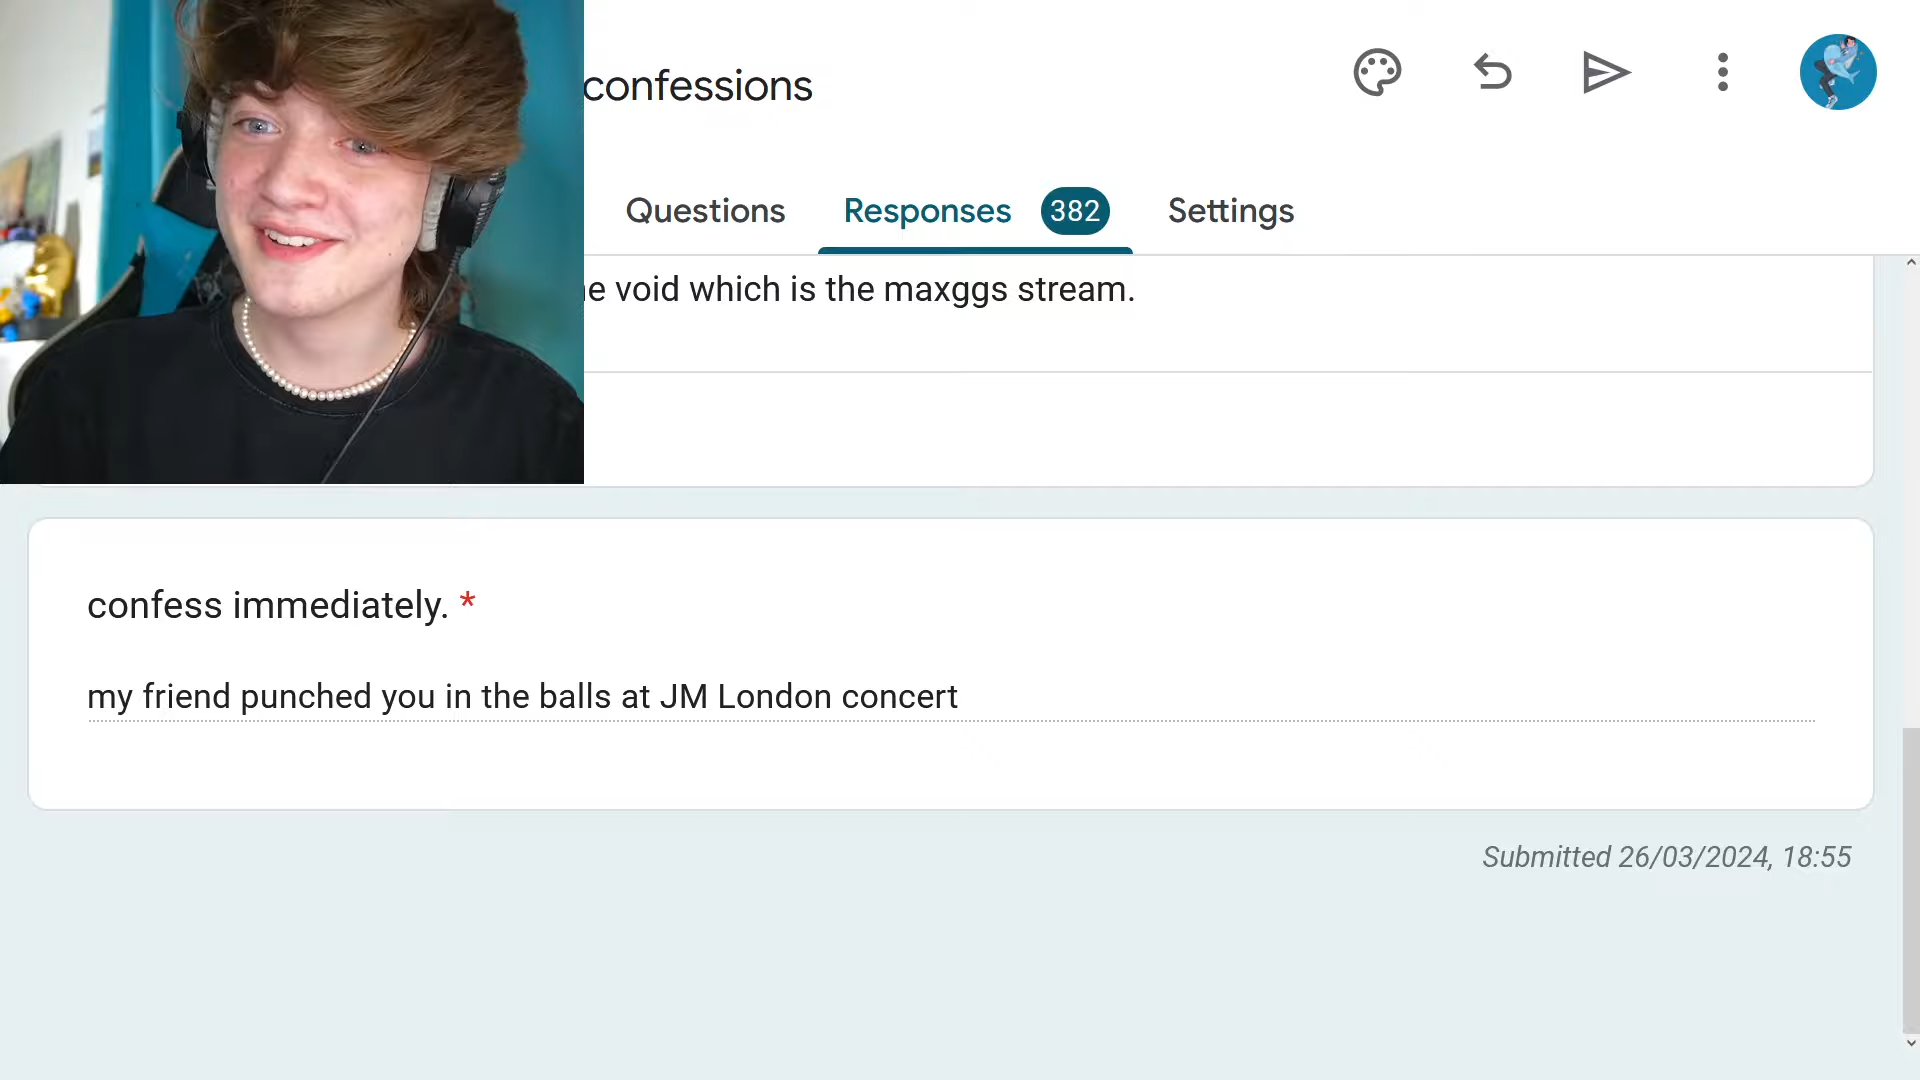 confessions
Questions Responses 382 Settings
void which is the maxggs stream.
confess immediately. *
my friend punched you in the balls at JM London concert
Submitted 26/03/2024, 18:55